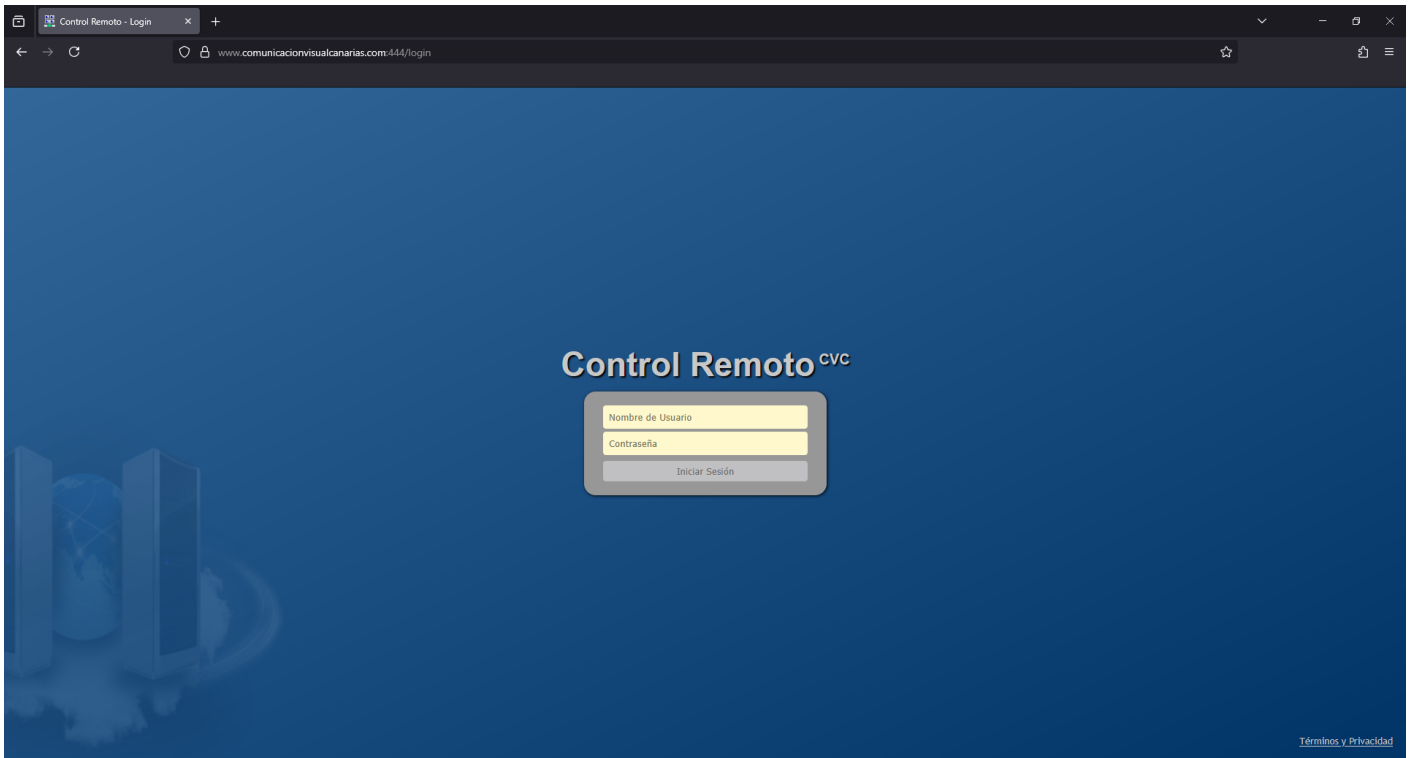 Control Remoto - Login
www.comunicacionvisualcanarias.com:444/login
Control Remoto CVC
Nombre de Usuario
Contraseña
Iniciar Sesión
Términos y Privacidad